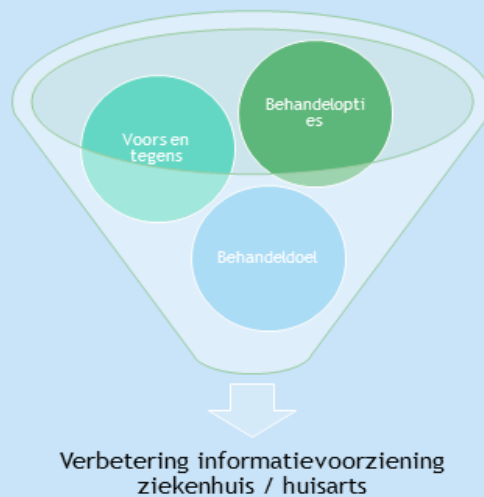 Behandelopti
es
Voors en
tegens
Behandeldoel
Verbetering informatievoorziening
ziekenhuis / huisarts